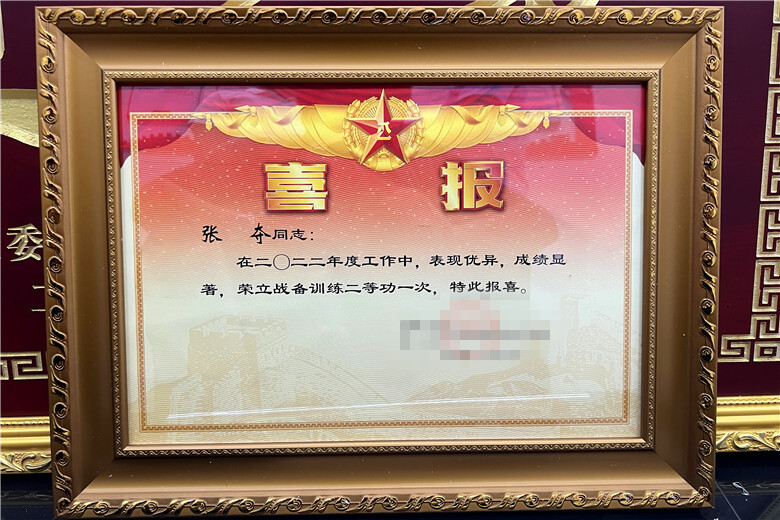 喜 报
张 夺同志：
在二〇二二年度工作中，表现优异，成绩显
著，荣立战备训练二等功一次，特此报喜。
委